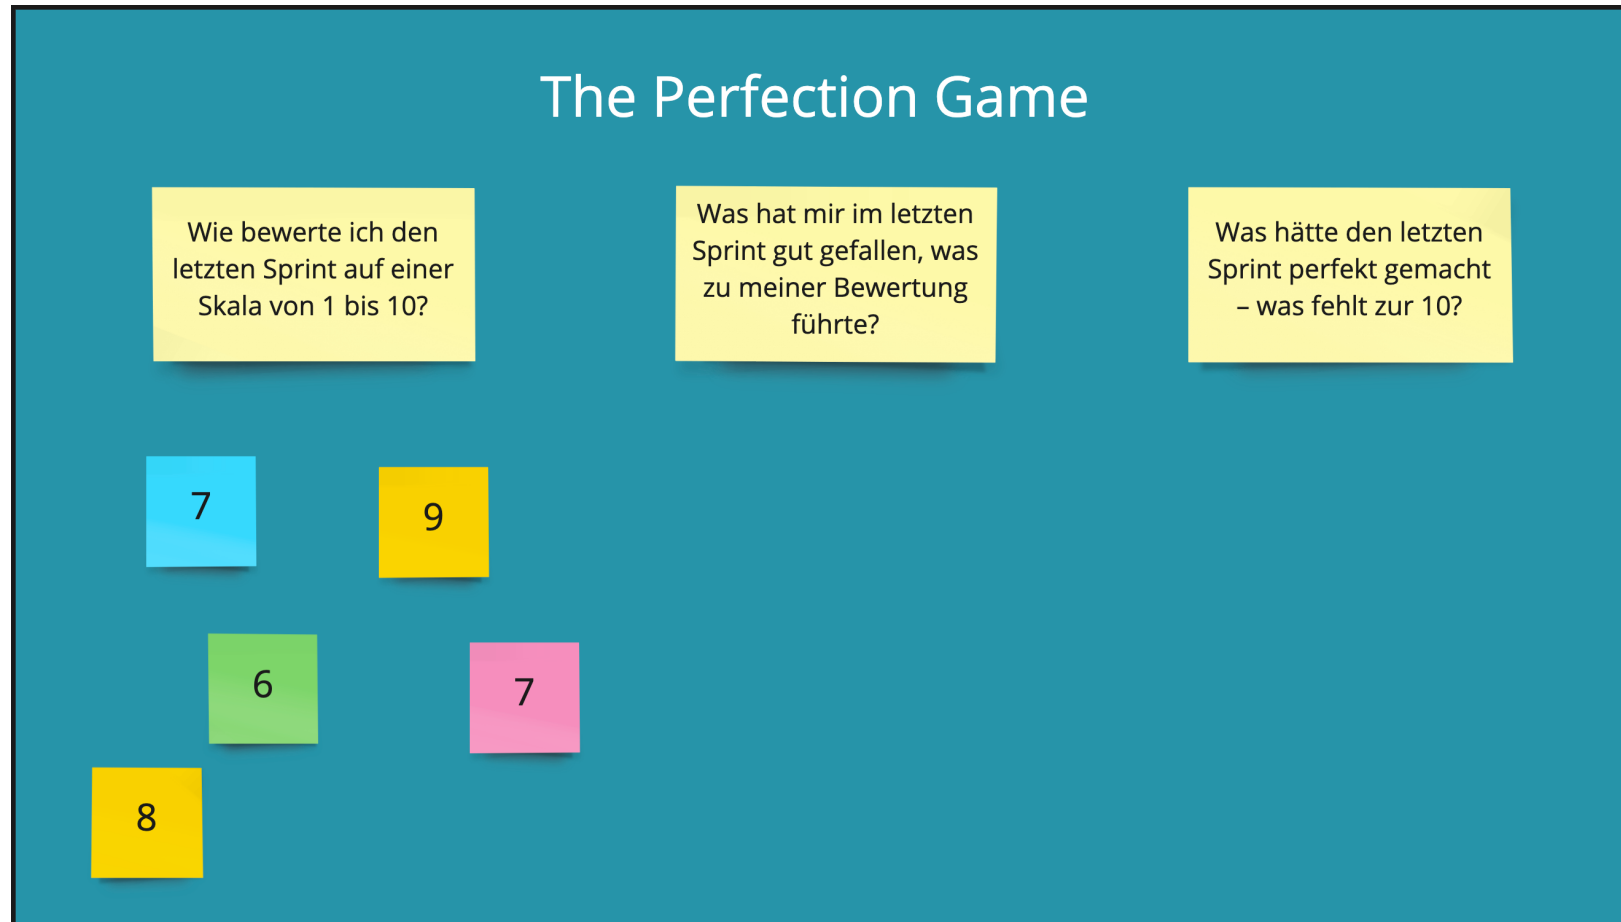 The Perfection Game
Wie bewerte ich den
letzten Sprint auf einer
Skala von 1 bis 10?
Was hat mir im letzten
Sprint gut gefallen, was
zu meiner Bewertung
führte?
Was hätte den letzten
Sprint perfekt gemacht
– was fehlt zur 10?
7
9
6
7
8